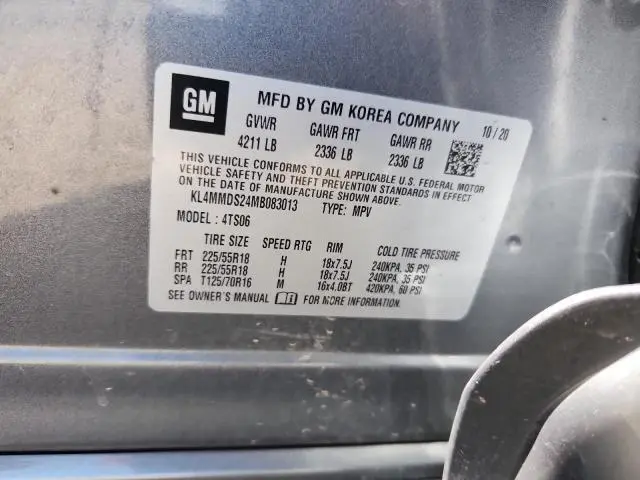 GM MFD BY GM KOREA COMPANY 10/20
GVWR GAWR FRT GAWR RR
4211 LB 2336 LB 2336 LB
THIS VEHICLE CONFORMS TO ALL APPLICABLE U.S. FEDERAL MOTOR
VEHICLE SAFETY AND THEFT PREVENTION STANDARDS IN EFFECT
ON THE DATE OF MANUFACTURE SHOWN ABOVE.
KL4MMDS24MB083013 TYPE: MPV
MODEL : 4TS06
TIRE SIZE SPEED RTG RIM COLD TIRE PRESSURE
FRT 225/55R18 H 18x7.5J 240KPA, 35 PSI
RR 225/55R18 H 18x7.5J 240KPA, 35 PSI
SPA T125/70R16 M 16x4.0BT 420KPA, 60 PSI
SEE OWNER'S MANUAL FOR MORE INFORMATION.